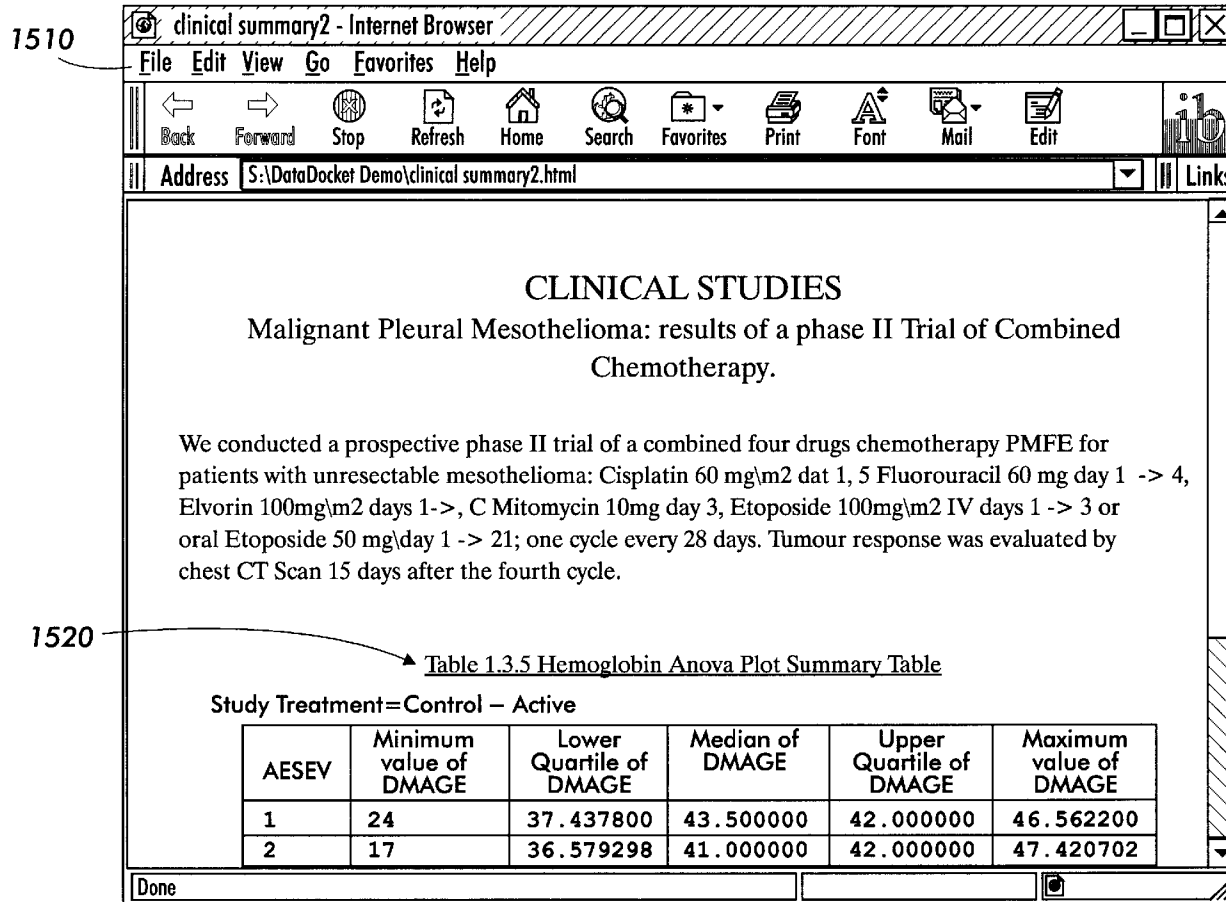 1510
clinical summary2 - Internet Browser
File Edit View Go Favorites Help
Back Forward Stop Refresh Home Search Favorites Print Font Mail Edit
ib
Address S:\DataDocket Demo\clinical summary2.html Links
CLINICAL STUDIES
Malignant Pleural Mesothelioma: results of a phase II Trial of Combined
Chemotherapy.
We conducted a prospective phase II trial of a combined four drugs chemotherapy PMFE for
patients with unresectable mesothelioma: Cisplatin 60 mg\m2 dat 1, 5 Fluorouracil 60 mg day 1 -> 4,
Elvorin 100mg\m2 days 1->, C Mitomycin 10mg day 3, Etoposide 100mg\m2 IV days 1 -> 3 or
oral Etoposide 50 mg\day 1 -> 21; one cycle every 28 days. Tumour response was evaluated by
chest CT Scan 15 days after the fourth cycle.
1520
Table 1.3.5 Hemoglobin Anova Plot Summary Table
Study Treatment=Control – Active
AESEV Minimum value of DMAGE Lower Quartile of DMAGE Median of DMAGE Upper Quartile of DMAGE Maximum value of DMAGE
1 24 37.437800 43.500000 42.000000 46.562200
2 17 36.579298 41.000000 42.000000 47.420702
Done